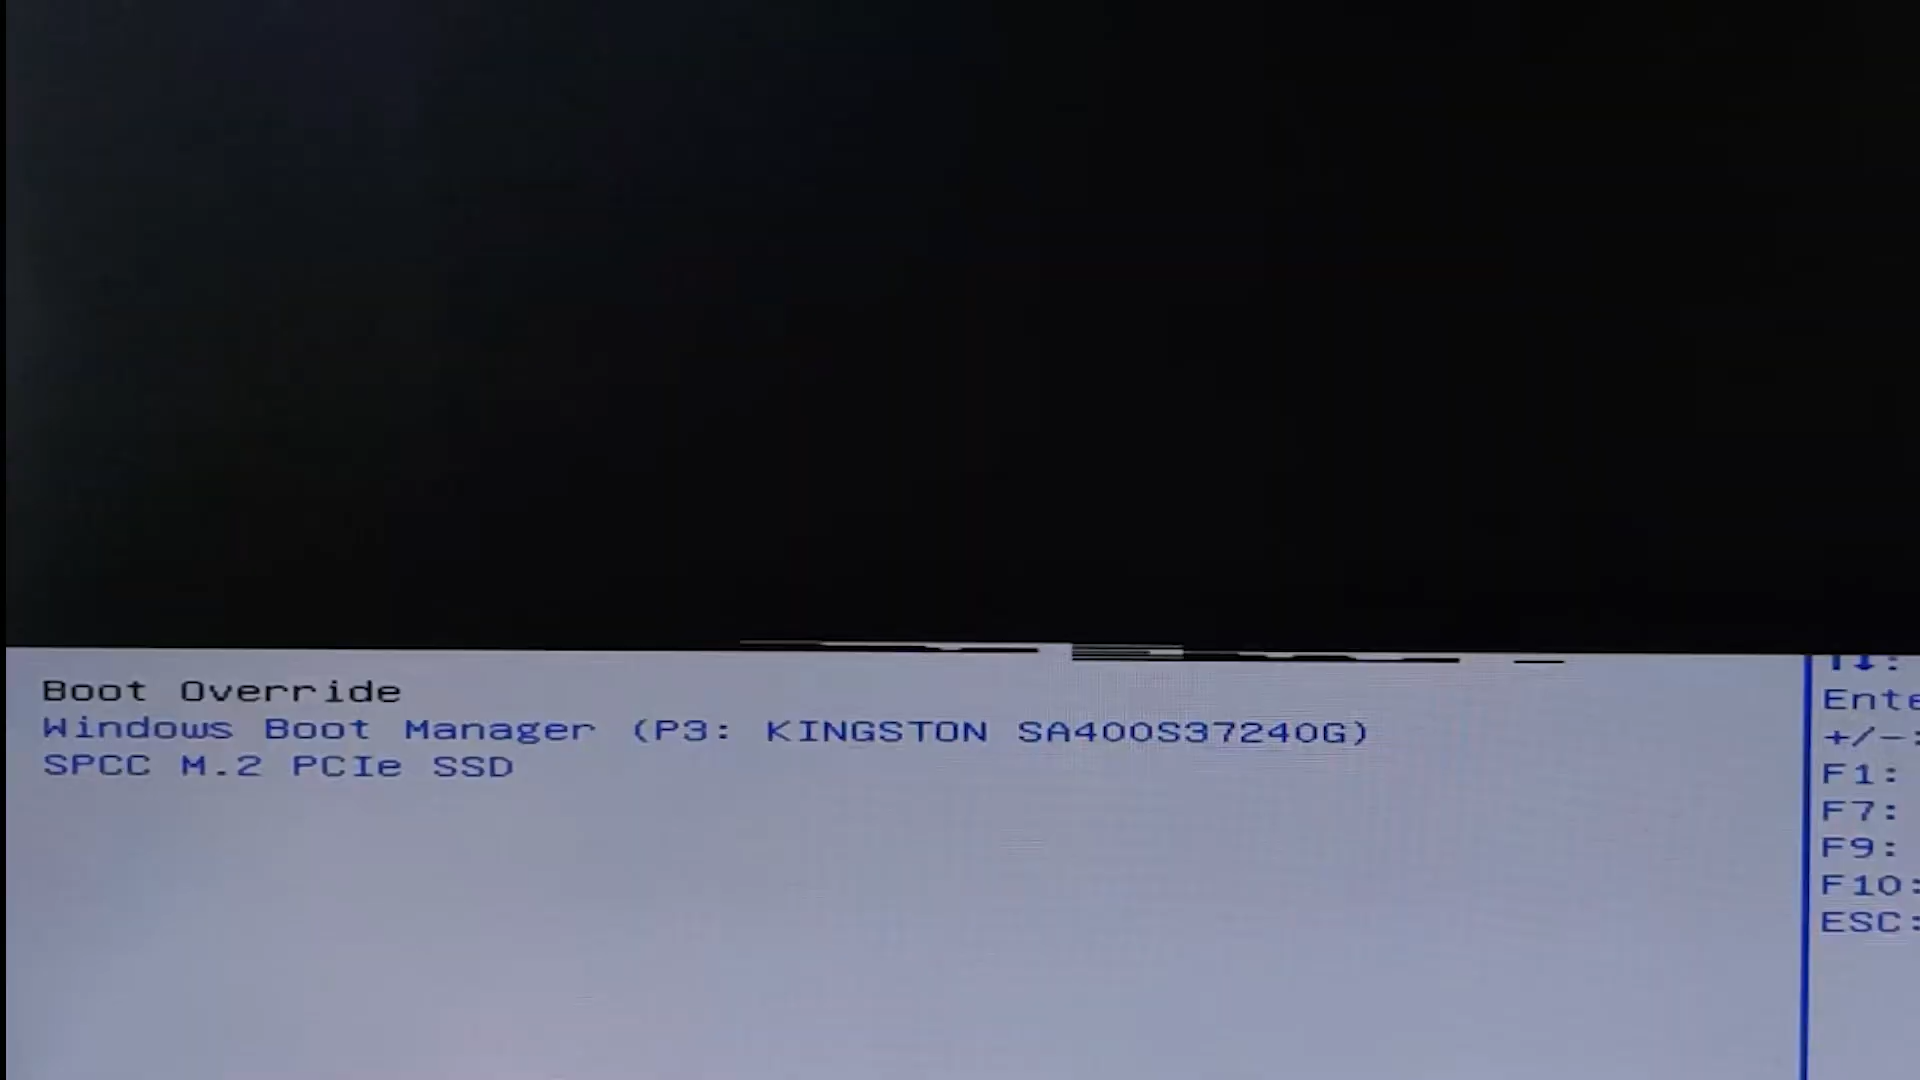 Boot Override
Windows Boot Manager (P3: KINGSTON SA400S37240G)
SPCC M.2 PCIe SSD
↑↓:
Ente
+/-:
F1:
F7:
F9:
F10:
ESC: